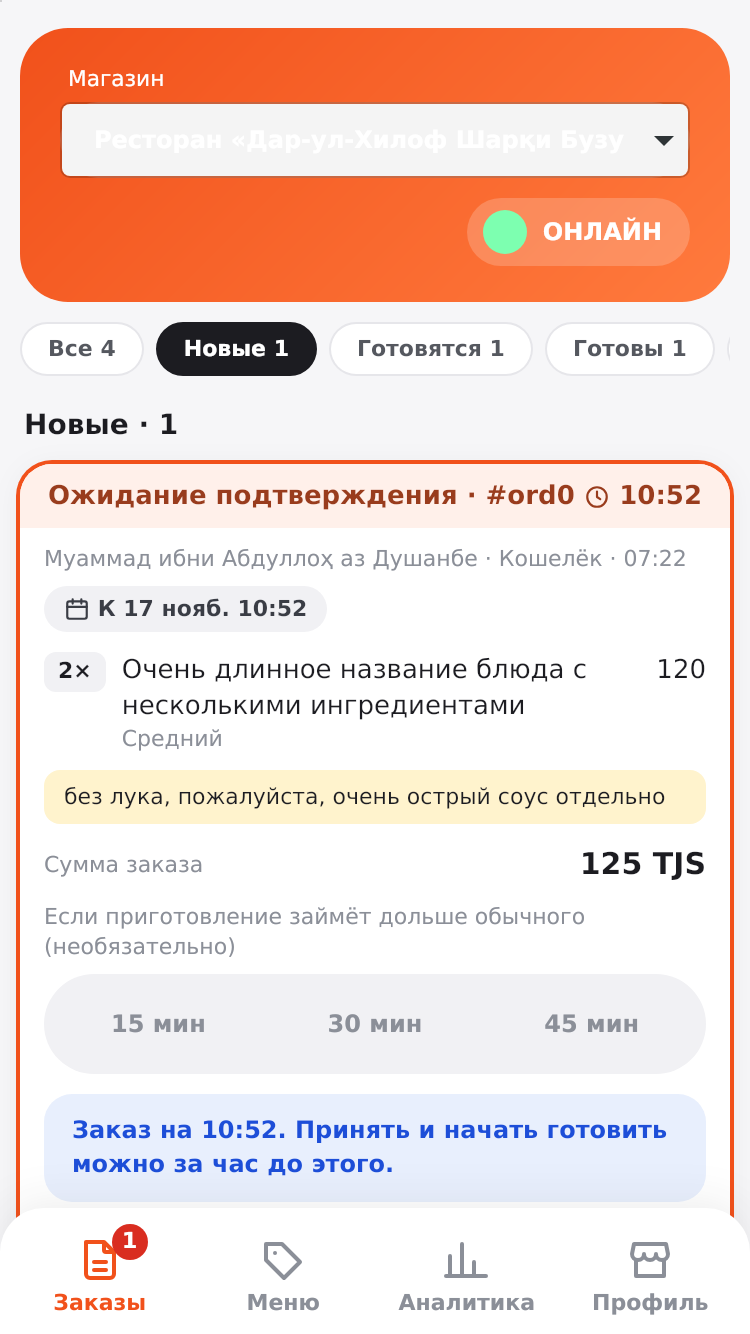 Магазин
Ресторан «Дар-ул-Хилоф Шарқи Бузу
ОНЛАЙН
Все 4
Новые 1
Готовятся 1
Готовы 1
Новые · 1
Ожидание подтверждения · #ord0 10:52
Муаммад ибни Абдуллоҳ аз Душанбе · Кошелёк · 07:22
К 17 нояб. 10:52
2× Очень длинное название блюда с 120
несколькими ингредиентами
Средний
без лука, пожалуйста, очень острый соус отдельно
Сумма заказа 125 TJS
Если приготовление займёт дольше обычного
(необязательно)
15 мин 30 мин 45 мин
Заказ на 10:52. Принять и начать готовить
можно за час до этого.
1
Заказы Меню Аналитика Профиль